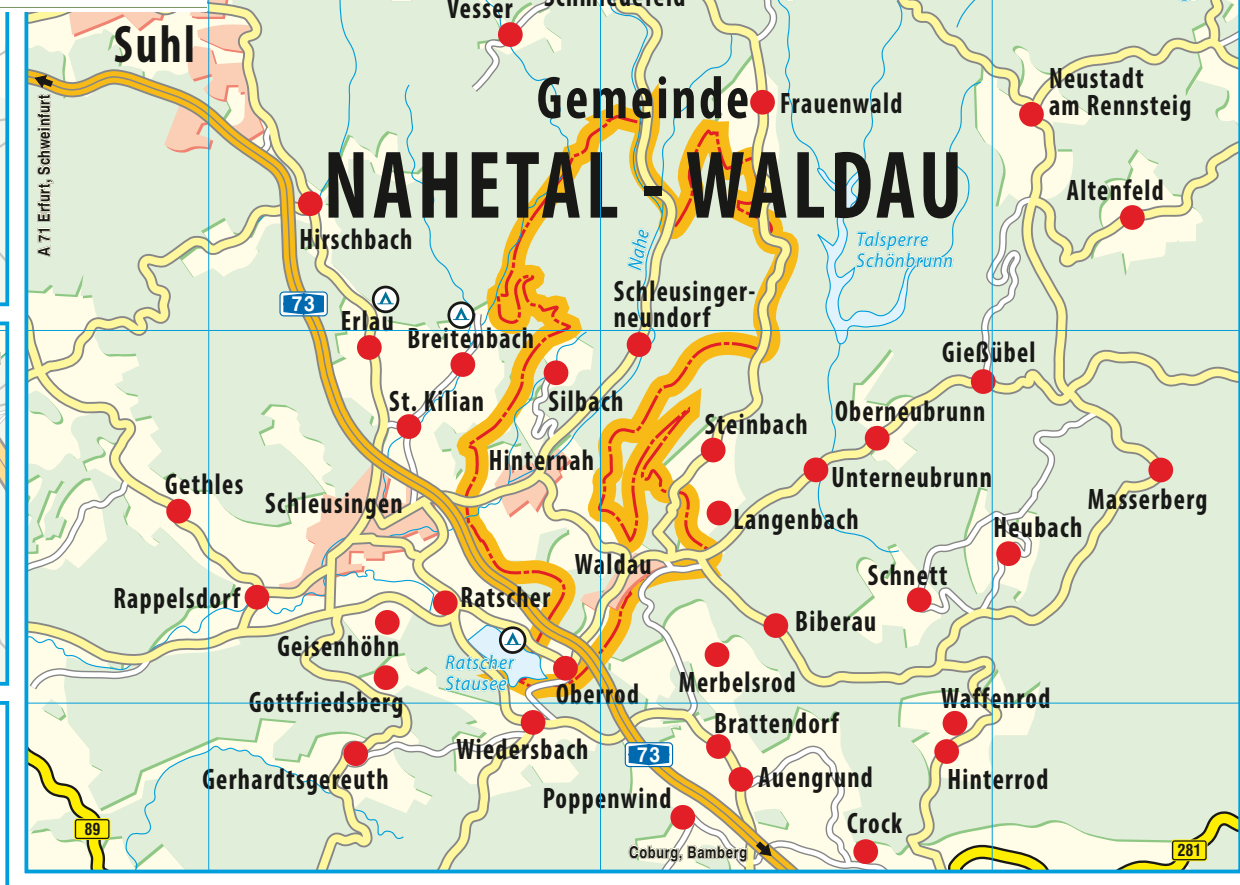 Vesser
Schmiedefeld
Suhl
Neustadt
am Rennsteig
Gemeinde
Frauenwald
NAHETAL - WALDAU
A 71 Erfurt, Schweinfurt
Altenfeld
Hirschbach
Nahe
Talsperre
Schönbrunn
73
Schleusinger-
neundorf
Erlau
Breitenbach
Gießübel
St. Kilian
Silbach
Oberneubrunn
Steinbach
Hinternah
Unterneubrunn
Gethles
Schleusingen
Masserberg
Langenbach
Heubach
Waldau
Schnett
Rappelsdorf
Ratscher
Biberau
Geisenhöhn
Ratscher
Stausee
Merbelsrod
Oberrod
Gottfriedsberg
Waffenrod
Brattendorf
Wiedersbach
73
Gerhardtsgereuth
Auengrund
Hinterrod
Poppenwind
Crock
89
Coburg, Bamberg
281